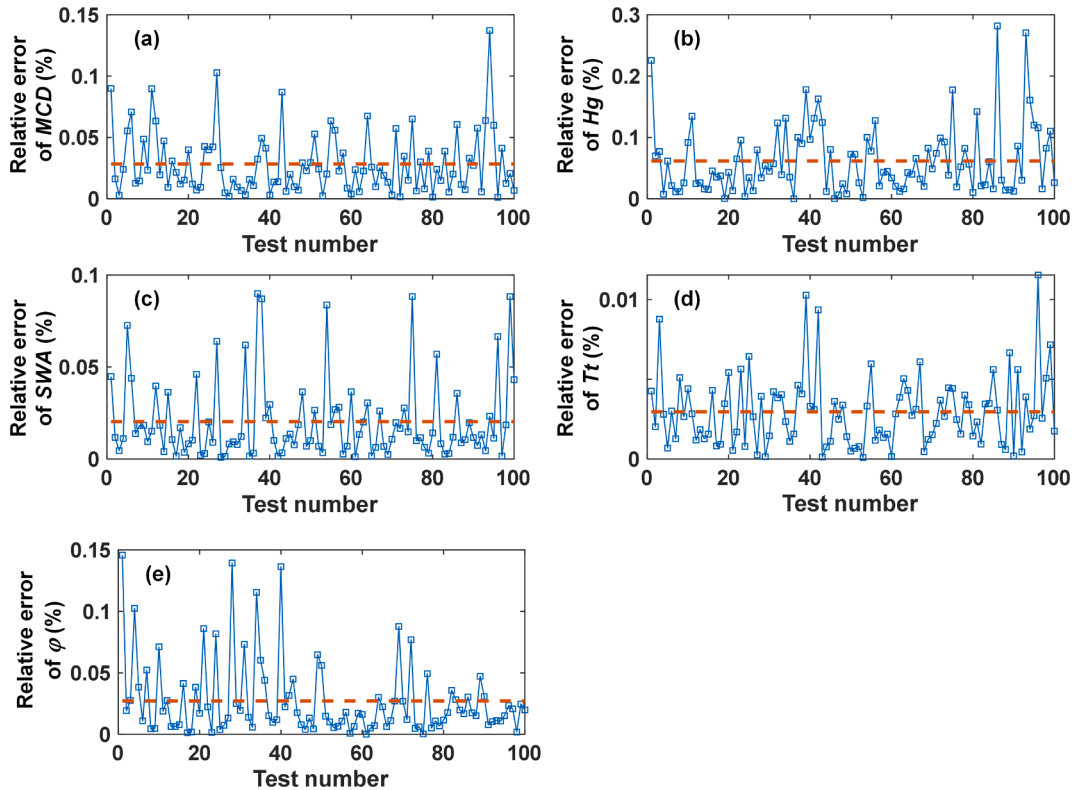 (a)
Relative error
of MCD (%)
0.15
0.1
0.05
0
0 20 40 60 80 100
Test number
(b)
Relative error
of Hg (%)
0.3
0.2
0.1
0
0 20 40 60 80 100
Test number
(c)
Relative error
of SWA (%)
0.1
0.05
0
0 20 40 60 80 100
Test number
(d)
Relative error
of Tt (%)
0.01
0
0 20 40 60 80 100
Test number
(e)
Relative error
of φ (%)
0.15
0.1
0.05
0
0 20 40 60 80 100
Test number